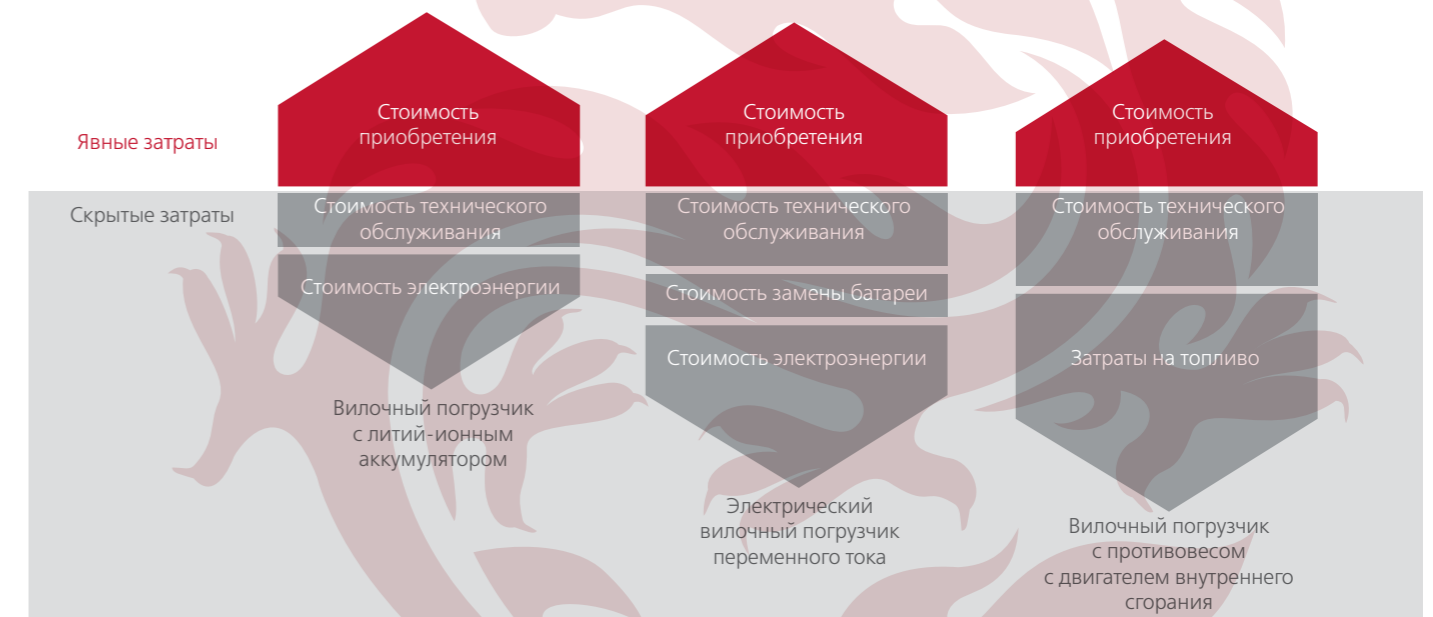 Явные затраты
Стоимость
приобретения
Стоимость
приобретения
Стоимость
приобретения
Скрытые затраты
Стоимость технического
обслуживания
Стоимость технического
обслуживания
Стоимость технического
обслуживания
Стоимость электроэнергии
Стоимость замены батареи
Стоимость электроэнергии
Затраты на топливо
Вилочный погрузчик
с литий-ионным
аккумулятором
Электрический
вилочный погрузчик
переменного тока
Вилочный погрузчик
с противовесом
с двигателем внутреннего
сгорания